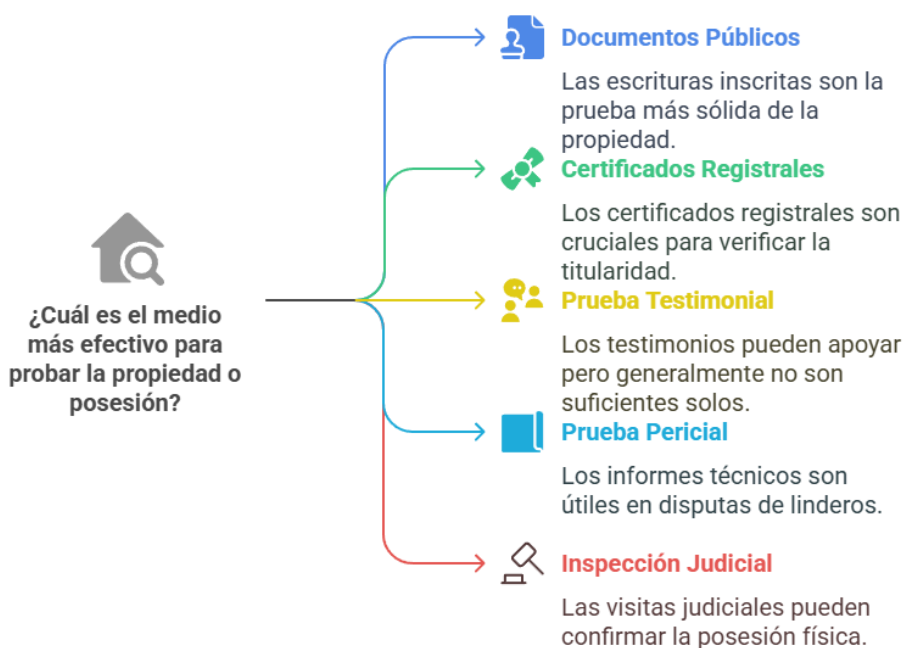 ¿Cuál es el medio
más efectivo para
probar la propiedad o
posesión?
Documentos Públicos
Las escrituras inscritas son la
prueba más sólida de la
propiedad.
Certificados Registrales
Los certificados registrales son
cruciales para verificar la
titularidad.
Prueba Testimonial
Los testimonios pueden apoyar
pero generalmente no son
suficientes solos.
Prueba Pericial
Los informes técnicos son
útiles en disputas de linderos.
Inspección Judicial
Las visitas judiciales pueden
confirmar la posesión física.